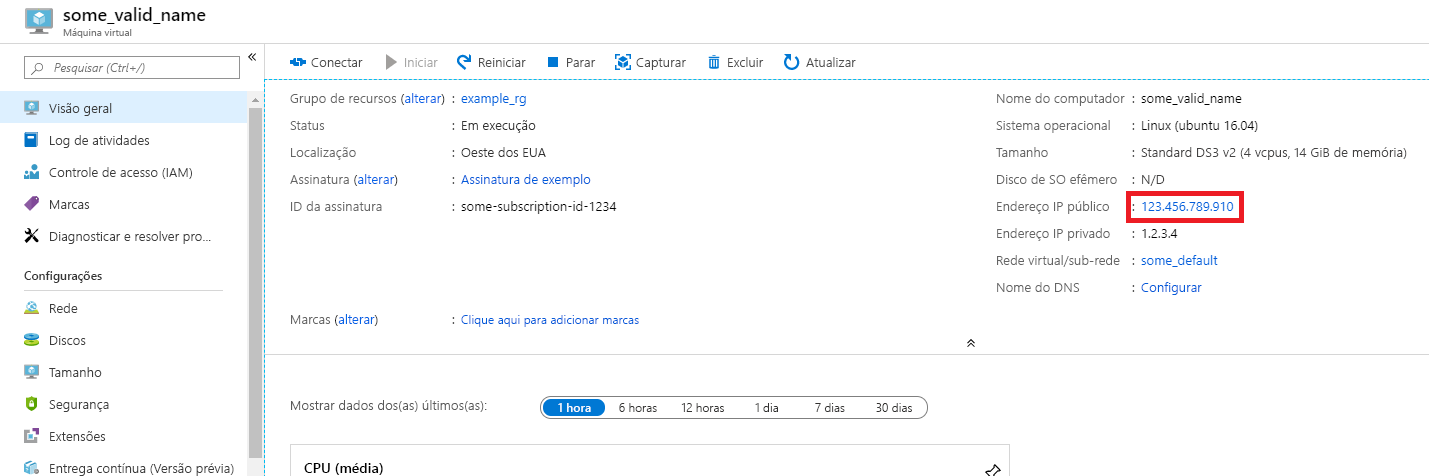 some_valid_name
Máquina virtual
Pesquisar (Ctrl+/)
«
Visão geral
Log de atividades
Controle de acesso (IAM)
Marcas
Diagnosticar e resolver pro...
Configurações
Rede
Discos
Tamanho
Segurança
Extensões
Entrega contínua (Versão prévia)
Conectar Iniciar Reiniciar Parar Capturar Excluir Atualizar
Grupo de recursos (alterar) : example_rg
Status : Em execução
Localização : Oeste dos EUA
Assinatura (alterar) : Assinatura de exemplo
ID da assinatura : some-subscription-id-1234
Nome do computador : some_valid_name
Sistema operacional : Linux (ubuntu 16.04)
Tamanho : Standard DS3 v2 (4 vcpus, 14 GiB de memória)
Disco de SO efêmero : N/D
Endereço IP público : 123.456.789.910
Endereço IP privado : 1.2.3.4
Rede virtual/sub-rede : some_default
Nome do DNS : Configurar
Marcas (alterar) : Clique aqui para adicionar marcas
Mostrar dados dos(as) últimos(as): 1 hora 6 horas 12 horas 1 dia 7 dias 30 dias
CPU (média)